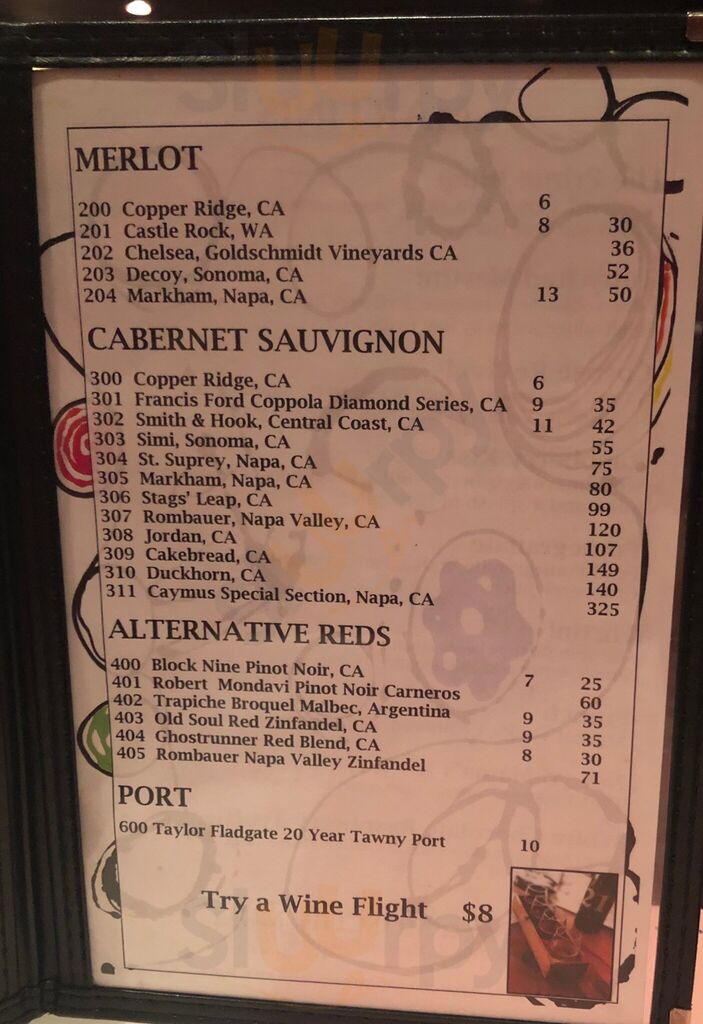 MERLOT
200 Copper Ridge, CA 6
201 Castle Rock, WA 8 30
202 Chelsea, Goldschmidt Vineyards CA 36
203 Decoy, Sonoma, CA 52
204 Markham, Napa, CA 13 50
CABERNET SAUVIGNON
300 Copper Ridge, CA 6
301 Francis Ford Coppola Diamond Series, CA 9 35
302 Smith & Hook, Central Coast, CA 11 42
303 Simi, Sonoma, CA 55
304 St. Suprey, Napa, CA 75
305 Markham, Napa, CA 80
306 Stags' Leap, CA 99
307 Rombauer, Napa Valley, CA 120
308 Jordan, CA 107
309 Cakebread, CA 149
310 Duckhorn, CA 140
311 Caymus Special Section, Napa, CA 325
ALTERNATIVE REDS
400 Block Nine Pinot Noir, CA 7 25
401 Robert Mondavi Pinot Noir Carneros 60
402 Trapiche Broquel Malbec, Argentina 9 35
403 Old Soul Red Zinfandel, CA 9 35
404 Ghostrunner Red Blend, CA 8 30
405 Rombauer Napa Valley Zinfandel 71
PORT
600 Taylor Fladgate 20 Year Tawny Port 10
Try a Wine Flight $8